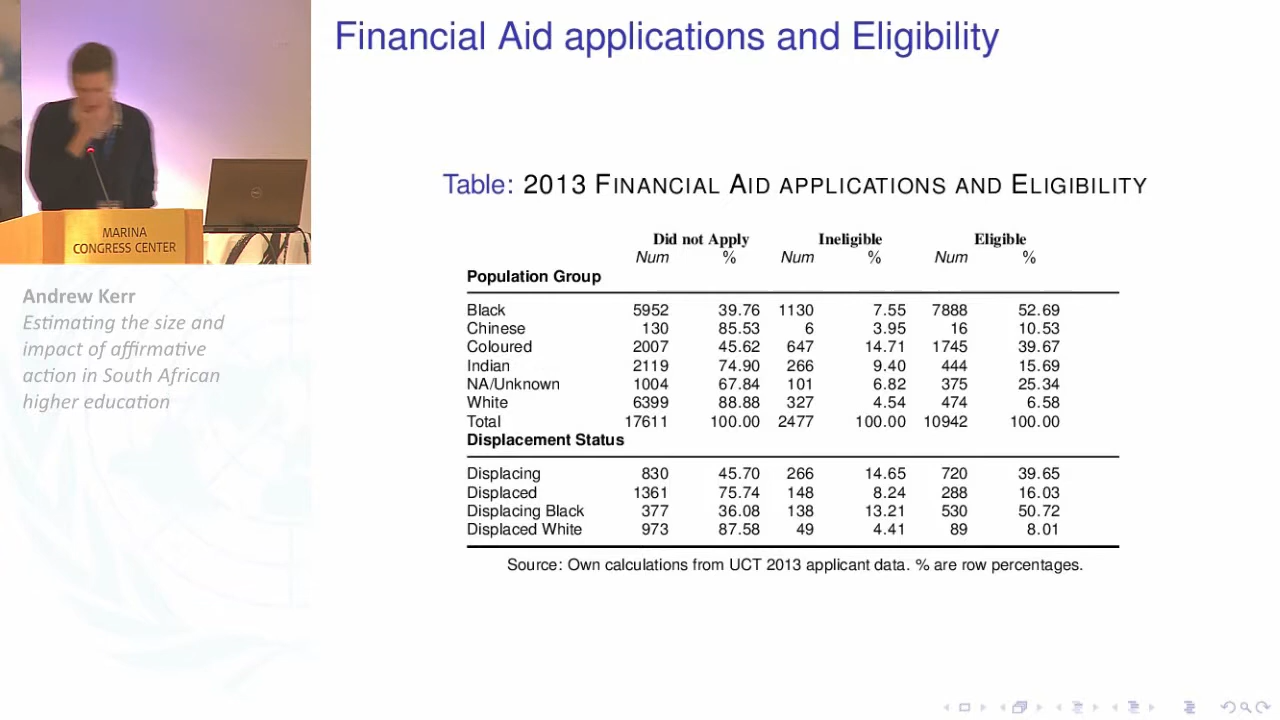 Financial Aid applications and Eligibility
MARINA
CONGRESS CENTER
Andrew Kerr
Estimating the size and
impact of affirmative
action in South African
higher education
Table: 2013 FINANCIAL AID APPLICATIONS AND ELIGIBILITY
Did not Apply Ineligible Eligible
Num % Num % Num %
Population Group
Black 5952 39.76 1130 7.55 7888 52.69
Chinese 130 85.53 6 3.95 16 10.53
Coloured 2007 45.62 647 14.71 1745 39.67
Indian 2119 74.90 266 9.40 444 15.69
NA/Unknown 1004 67.84 101 6.82 375 25.34
White 6399 88.88 327 4.54 474 6.58
Total 17611 100.00 2477 100.00 10942 100.00
Displacement Status
Displacing 830 45.70 266 14.65 720 39.65
Displaced 1361 75.74 148 8.24 288 16.03
Displacing Black 377 36.08 138 13.21 530 50.72
Displaced White 973 87.58 49 4.41 89 8.01
Source: Own calculations from UCT 2013 applicant data. % are row percentages.